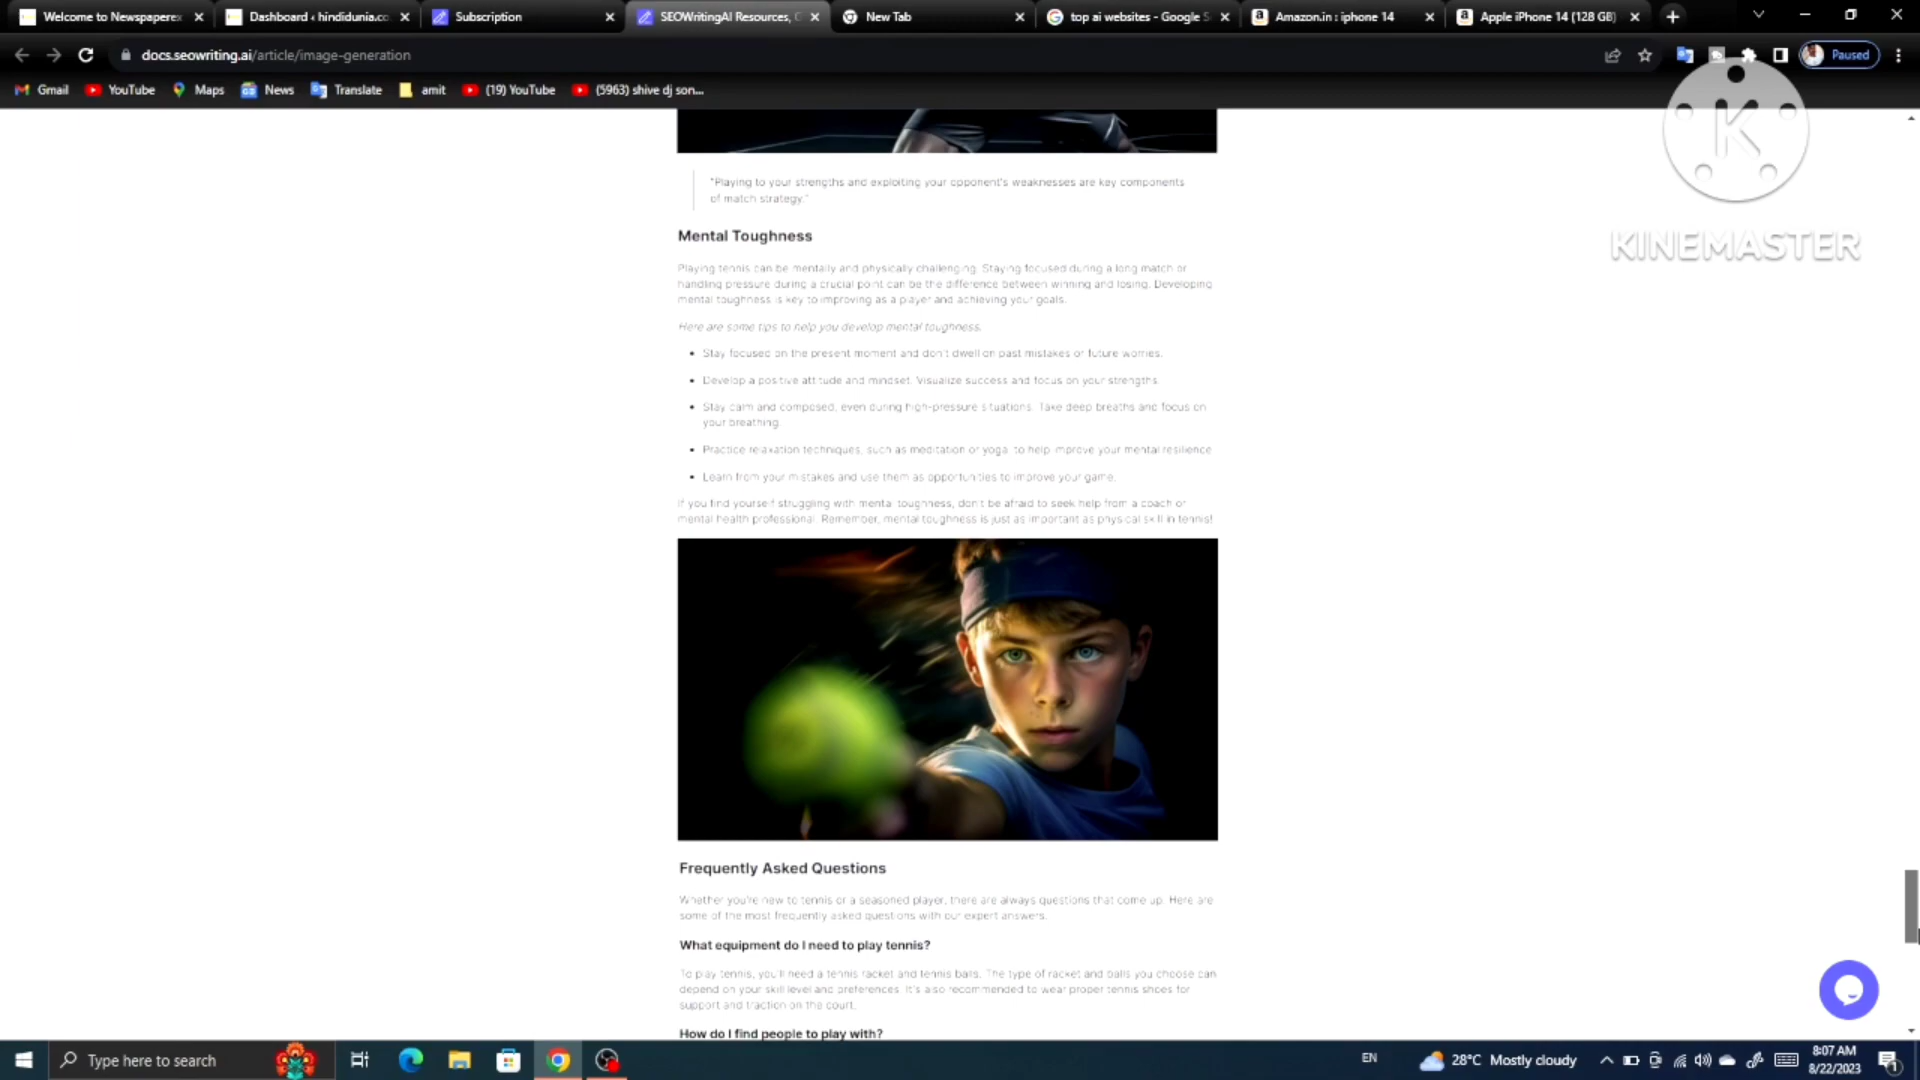 Welcome to Newspaperex
Dashboard ‹ hindidunia.co
Subscription
SEOWritingAI Resources,
New Tab
top ai websites - Google S
Amazon.in : iphone 14
Apple iPhone 14 (128 GB)
docs.seowriting.ai/article/image-generation
Paused
Gmail
YouTube
Maps
News
Translate
amit
(19) YouTube
(5963) shive dj son...
K
KINEMASTER
"Playing to your strengths and exploiting your opponent's weaknesses are key components
of match strategy."
Mental Toughness
Playing tennis can be mentally and physically challenging. Staying focused during a long match or
handling pressure during a crucial point can be the difference between winning and losing. Developing
mental toughness is key to improving as a player and achieving your goals.
Here are some tips to help you develop mental toughness.
• Stay focused on the present moment and don't dwell on past mistakes or future worries.
• Develop a positive attitude and mindset. Visualize success and focus on your strengths.
• Stay calm and composed, even during high-pressure situations. Take deep breaths and focus on
your breathing.
• Practice relaxation techniques, such as meditation or yoga, to help improve your mental resilience.
• Learn from your mistakes and use them as opportunities to improve your game.
If you find yourself struggling with mental toughness, don't be afraid to seek help from a coach or
mental health professional. Remember, mental toughness is just as important as physical skill in tennis!
Frequently Asked Questions
Whether you're new to tennis or a seasoned player, there are always questions that come up. Here are
some of the most frequently asked questions with our expert answers.
What equipment do I need to play tennis?
To play tennis, you'll need a tennis racket and tennis balls. The type of racket and balls you choose can
depend on your skill level and preferences. It's also recommended to wear proper tennis shoes for
support and traction on the court.
How do I find people to play with?
Type here to search
EN
28°C Mostly cloudy
8:07 AM
8/22/2023
1